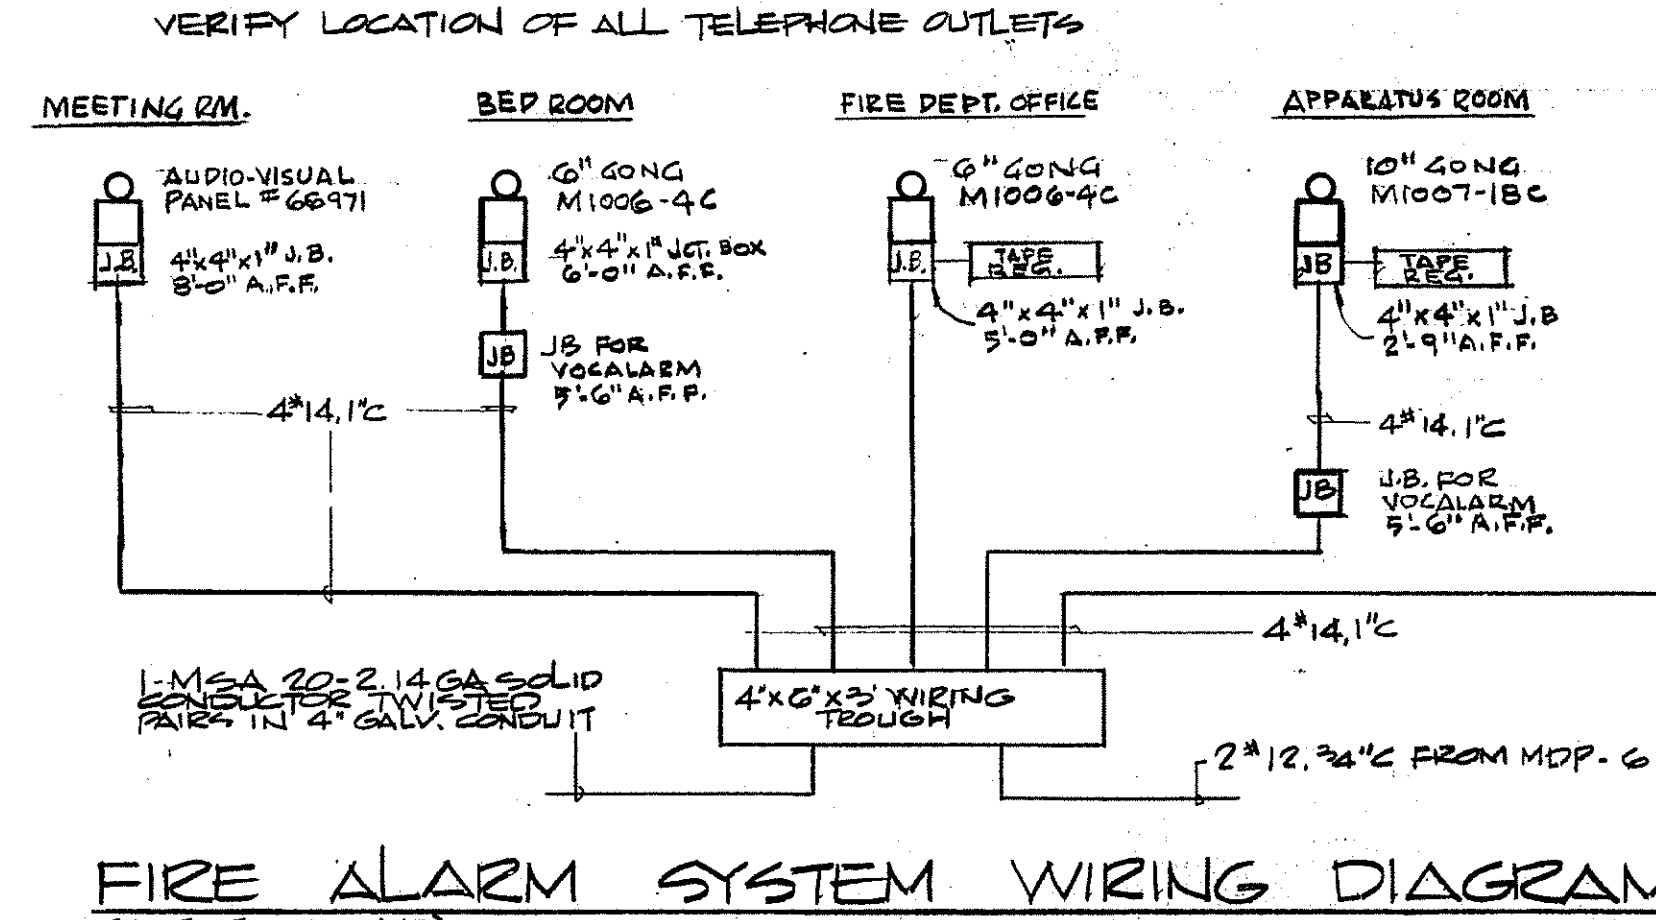 VERIFY LOCATION OF ALL TELEPHONE OUTLETS
MEETING RM.
AUDIO-VISUAL
PANEL #66971
J.B.
4"x4"x1" J.B.
8'-0" A.F.F.
BED ROOM
6" GONG
M1006-4C
J.B.
4"x4"x1" JCT. BOX
6'-0" A.F.F.
JB
JB FOR
VOCALARM
5'-6" A.F.F.
4#14,1"C
FIRE DEPT. OFFICE
6" GONG
M1006-4C
J.B.
TAPE
REG.
4"x4"x1" J.B.
5'-0" A.F.F.
APPARATUS ROOM
10" GONG
M1007-18C
JB
TAPE
REG.
4"x4"x1" J.B
2'-9" A.F.F.
4#14,1"C
JB
J.B. FOR
VOCALARM
5'-6" A.F.F.
4#14,1"C
1-MSA 20-2.14 GA SOLID
CONDUCTOR TWISTED
PAIRS IN 4" GALV. CONDUIT
4"x6"x3' WIRING
TROUGH
2#12,3/4"C FROM MDP-6
FIRE ALARM SYSTEM WIRING DIAGRAM